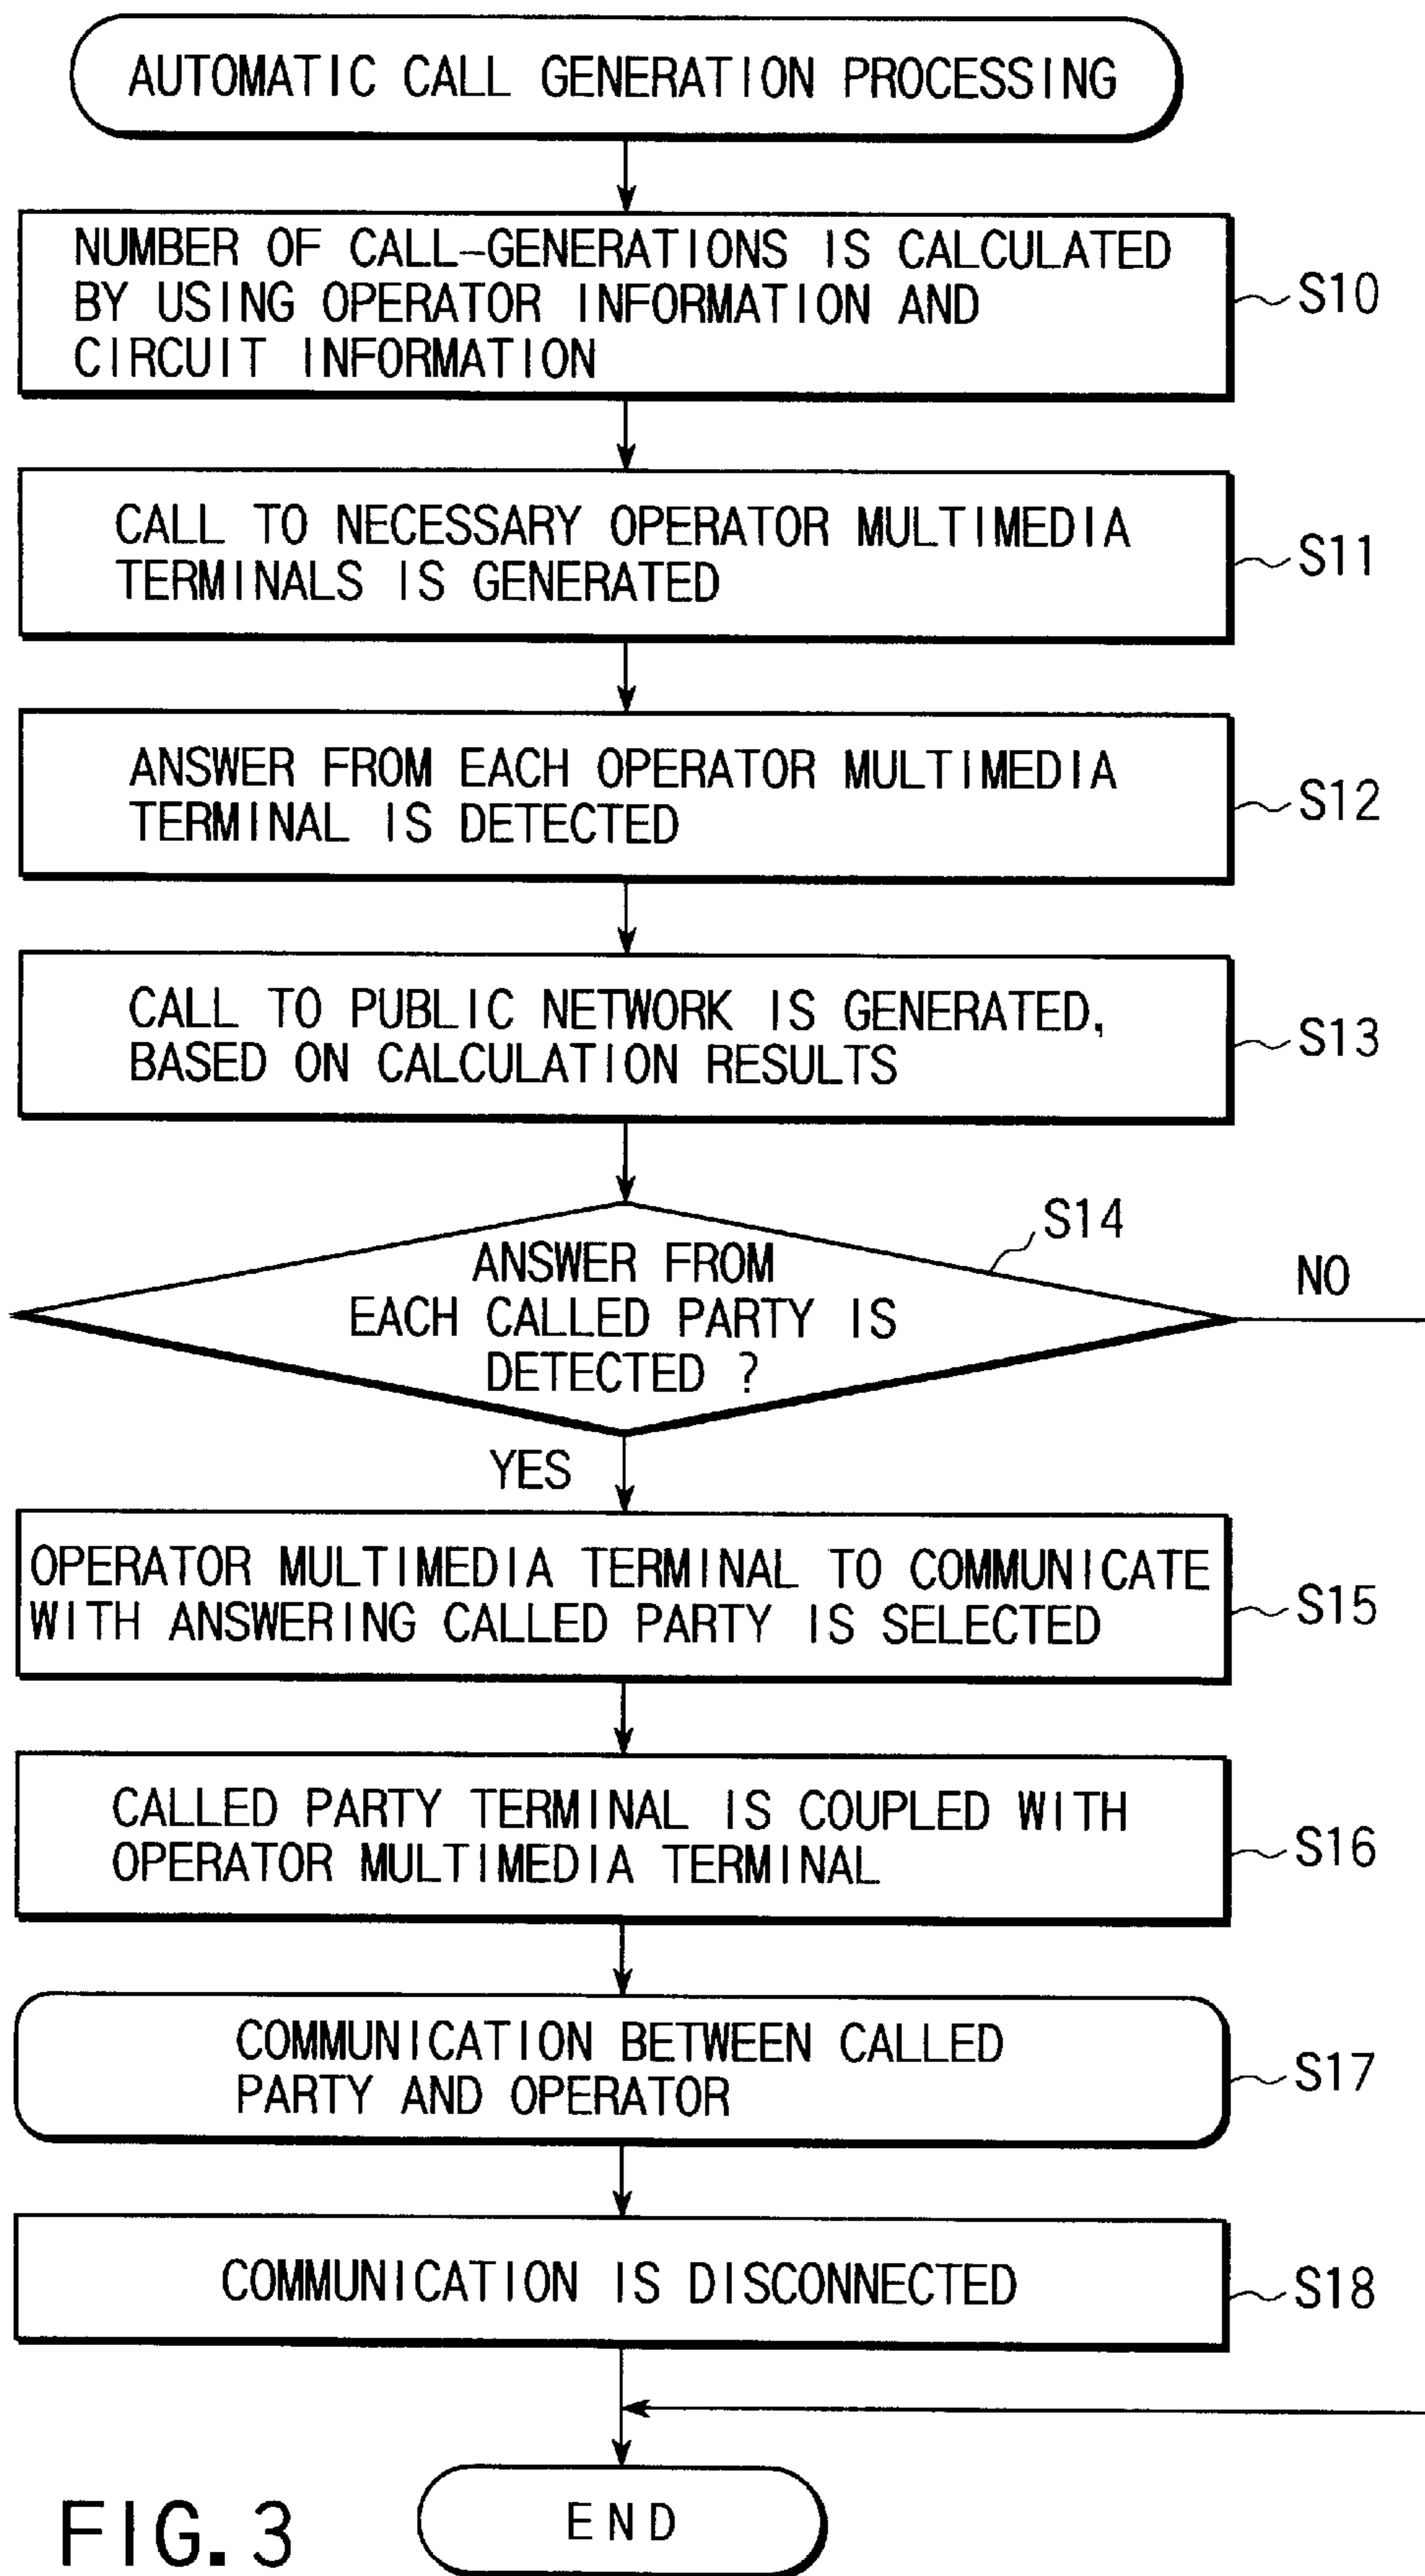 AUTOMATIC CALL GENERATION PROCESSING
NUMBER OF CALL-GENERATIONS IS CALCULATED
BY USING OPERATOR INFORMATION AND
CIRCUIT INFORMATION
S10
CALL TO NECESSARY OPERATOR MULTIMEDIA
TERMINALS IS GENERATED
S11
ANSWER FROM EACH OPERATOR MULTIMEDIA
TERMINAL IS DETECTED
S12
CALL TO PUBLIC NETWORK IS GENERATED,
BASED ON CALCULATION RESULTS
S13
S14
ANSWER FROM
EACH CALLED PARTY IS
DETECTED ?
NO
YES
OPERATOR MULTIMEDIA TERMINAL TO COMMUNICATE
WITH ANSWERING CALLED PARTY IS SELECTED
S15
CALLED PARTY TERMINAL IS COUPLED WITH
OPERATOR MULTIMEDIA TERMINAL
S16
COMMUNICATION BETWEEN CALLED
PARTY AND OPERATOR
S17
COMMUNICATION IS DISCONNECTED
S18
END
FIG. 3